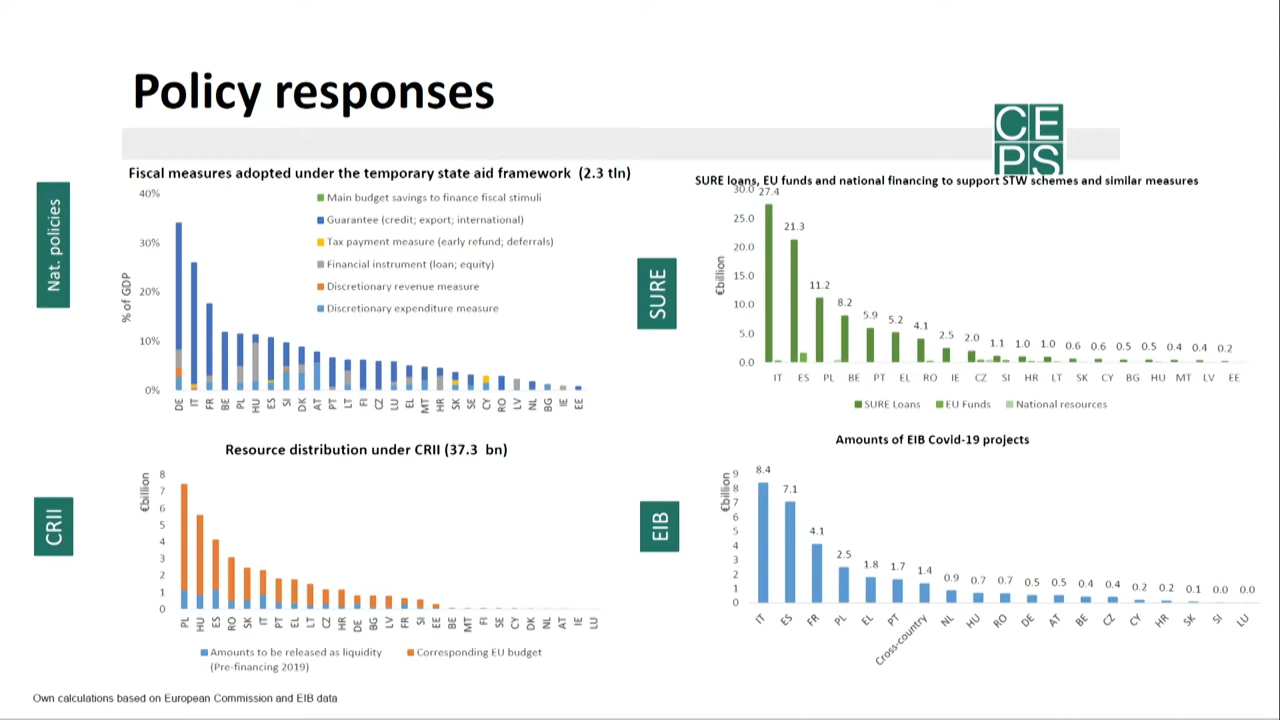 Policy responses
CE
PS
Nat. policies
Fiscal measures adopted under the temporary state aid framework (2.3 tln)
% of GDP
40%
30%
20%
10%
0%
Main budget savings to finance fiscal stimuli
Guarantee (credit; export; international)
Tax payment measure (early refund; deferrals)
Financial instrument (loan; equity)
Discretionary revenue measure
Discretionary expenditure measure
DE IT FR BE PL HU ES SI DK AT PT LT FI CZ LU EL MT HR SK SE CY RO LV NL BG IE EE
SURE
SURE loans, EU funds and national financing to support STW schemes and similar measures
€billion
30.0
25.0
20.0
15.0
10.0
5.0
0.0
27.4 21.3 11.2 8.2 5.9 5.2 4.1 2.5 2.0 1.1 1.0 1.0 0.6 0.6 0.5 0.5 0.4 0.4 0.2
IT ES PL BE PT EL RO IE CZ SI HR LT SK CY BG HU MT LV EE
SURE Loans EU Funds National resources
CRII
Resource distribution under CRII (37.3 bn)
€billion
8
7
6
5
4
3
2
1
0
PL HU ES RO SK IT PT EL LT CZ HR DE BG LV FR SI EE BE MT FI SE CY DK NL AT IE LU
Amounts to be released as liquidity
(Pre-financing 2019)
Corresponding EU budget
EIB
Amounts of EIB Covid-19 projects
€billion
9
8
7
6
5
4
3
2
1
0
8.4 7.1 4.1 2.5 1.8 1.7 1.4 0.9 0.7 0.7 0.5 0.5 0.4 0.4 0.2 0.2 0.1 0.0 0.0
IT ES FR PL EL PT Cross-country NL HU RO DE AT BE CZ CY HR SK SI LU
Own calculations based on European Commission and EIB data